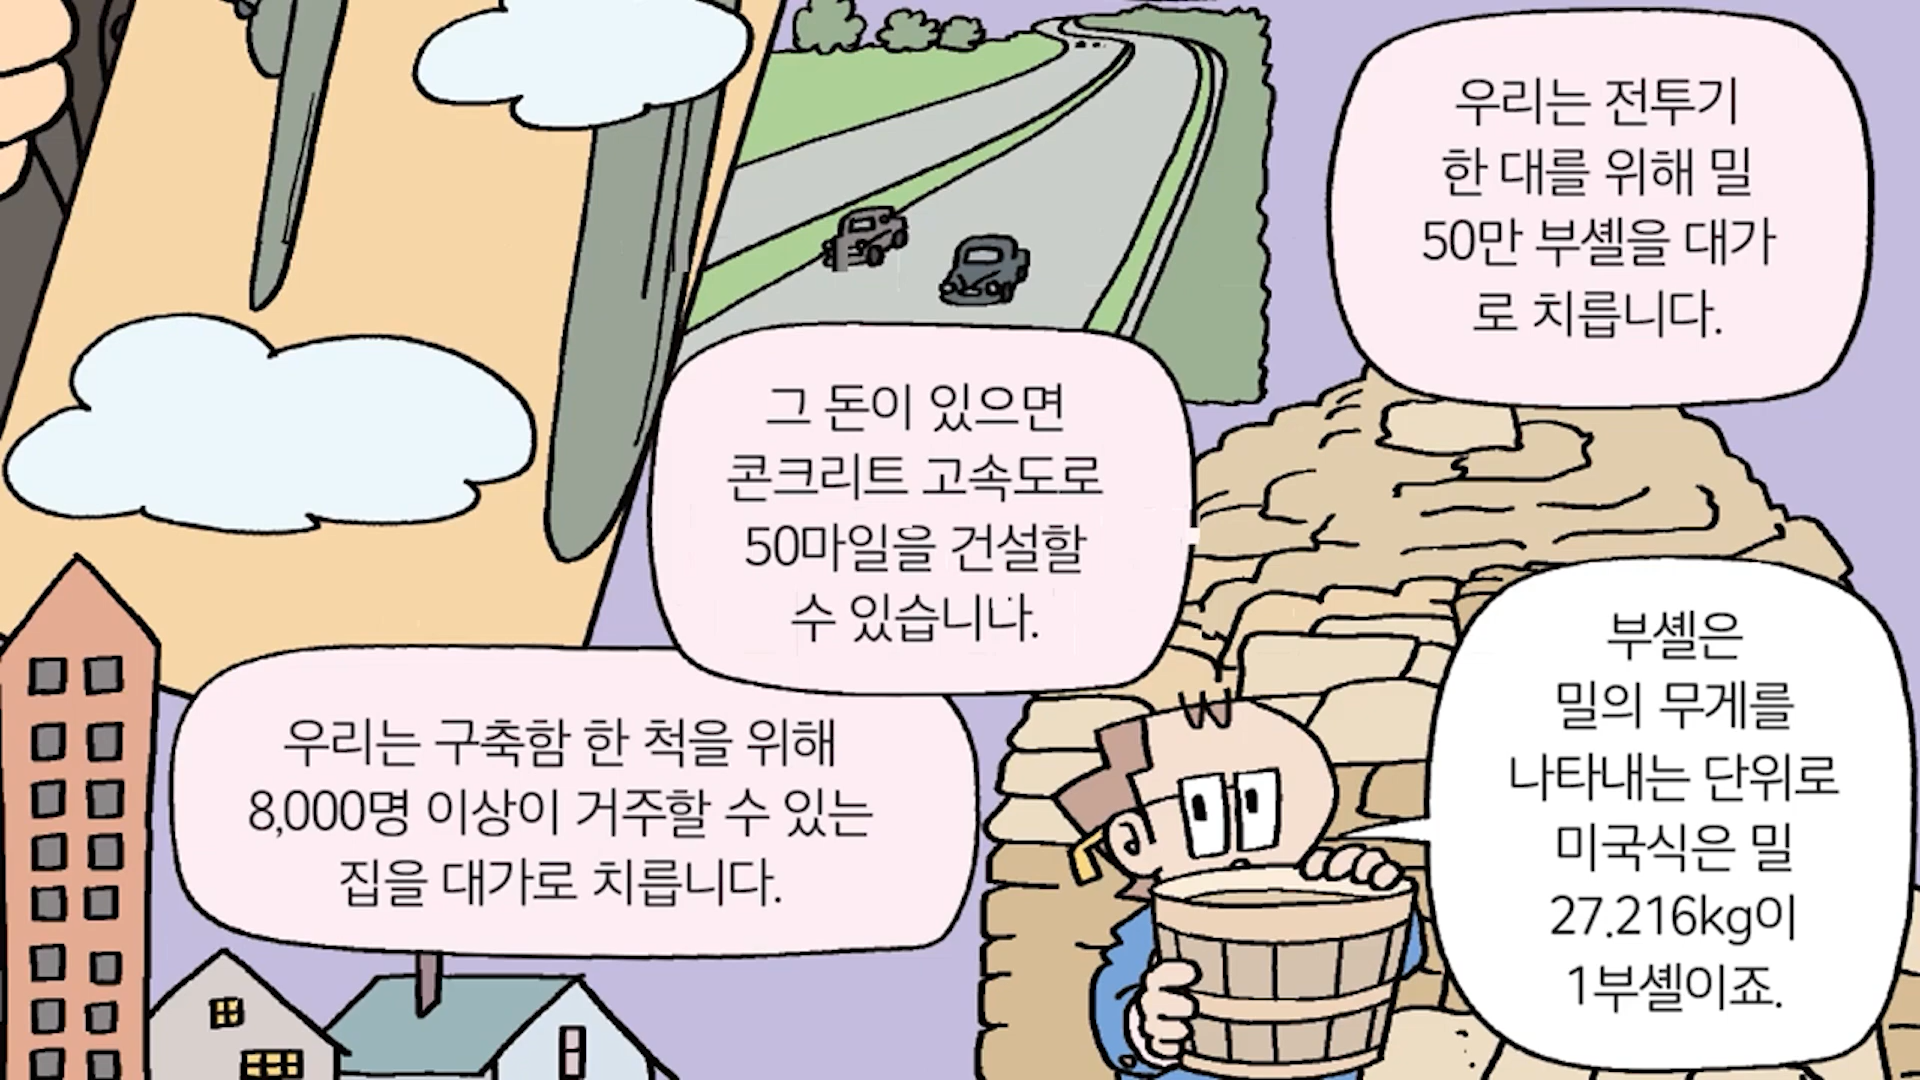 그 돈이 있으면
콘크리트 고속도로
50마일을 건설할
수 있습니다.
우리는 전투기
한 대를 위해 밀
50만 부셸을 대가
로 치릅니다.
우리는 구축함 한 척을 위해
8,000명 이상이 거주할 수 있는
집을 대가로 치릅니다.
부셸은
밀의 무게를
나타내는 단위로
미국식은 밀
27.216kg이
1부셸이죠.